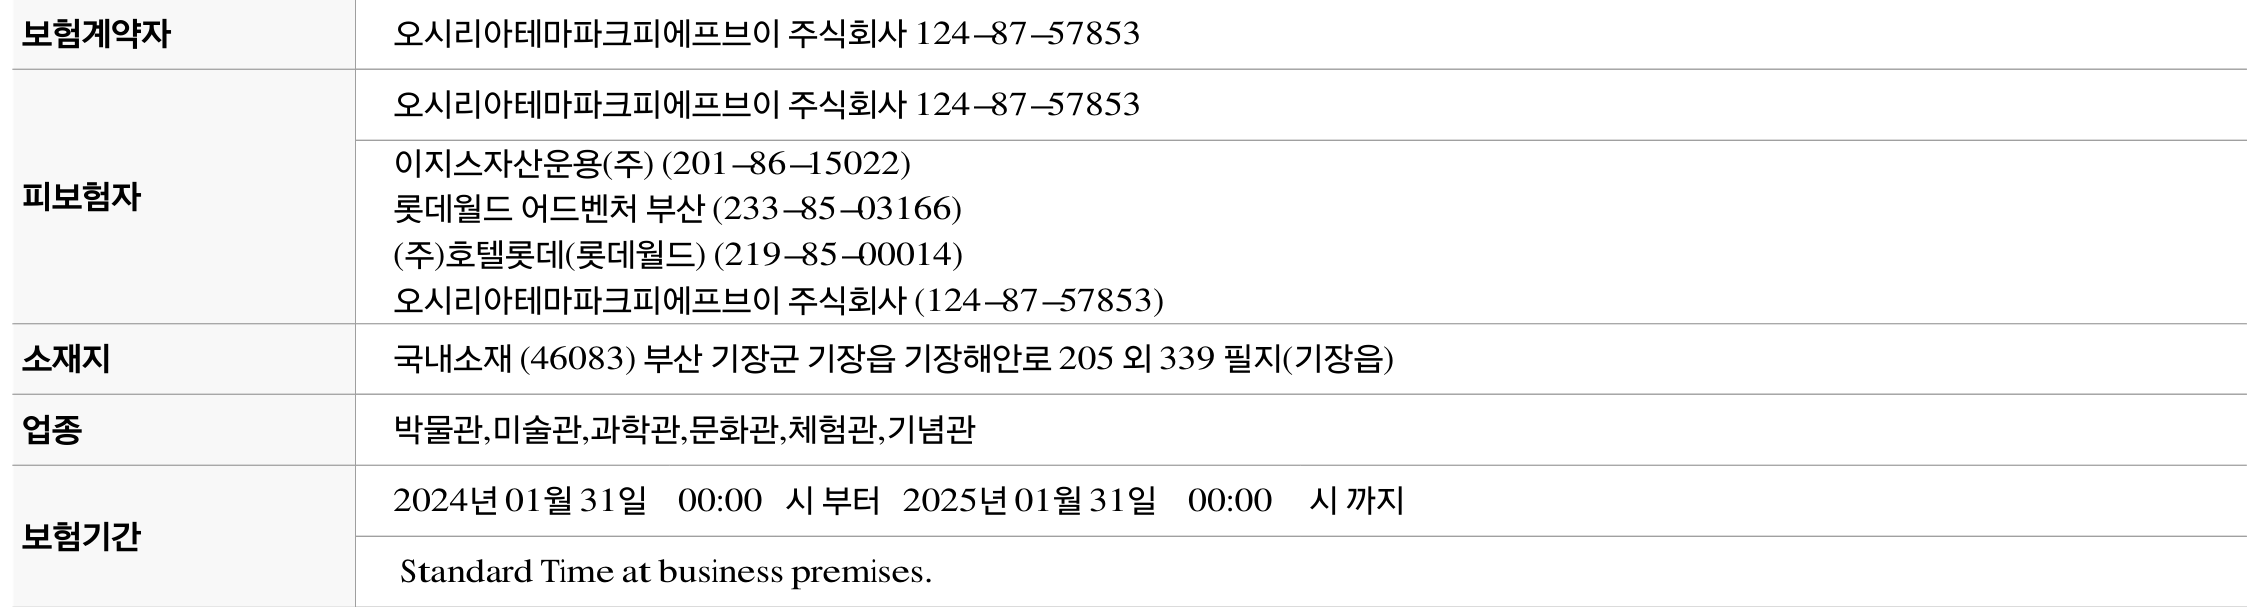 보험계약자 오시리아테마파크피에프브이 주식회사 124-87-57853
피보험자
오시리아테마파크피에프브이 주식회사 124-87-57853
이지스자산운용(주) (201-86-15022)
롯데월드 어드벤처 부산 (233-85-03166)
(주)호텔롯데(롯데월드) (219-85-00014)
오시리아테마파크피에프브이 주식회사 (124-87-57853)
소재지 국내소재 (46083) 부산 기장군 기장읍 기장해안로 205 외 339 필지(기장읍)
업종 박물관,미술관,과학관,문화관,체험관,기념관
보험기간
2024년 01월 31일 00:00 시 부터 2025년 01월 31일 00:00 시 까지
Standard Time at business premises.